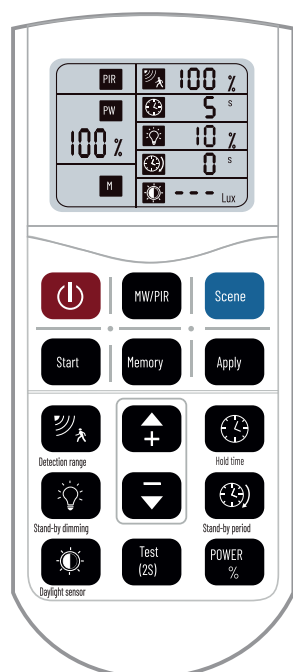 PIR 100 %
PW 5 s
100 % 10 %
0 s
M --- Lux
MW/PIR Scene
Start Memory Apply
+
Detection range Hold time
−
Stand-by dimming Stand-by period
Test POWER
(2S) %
Daylight sensor